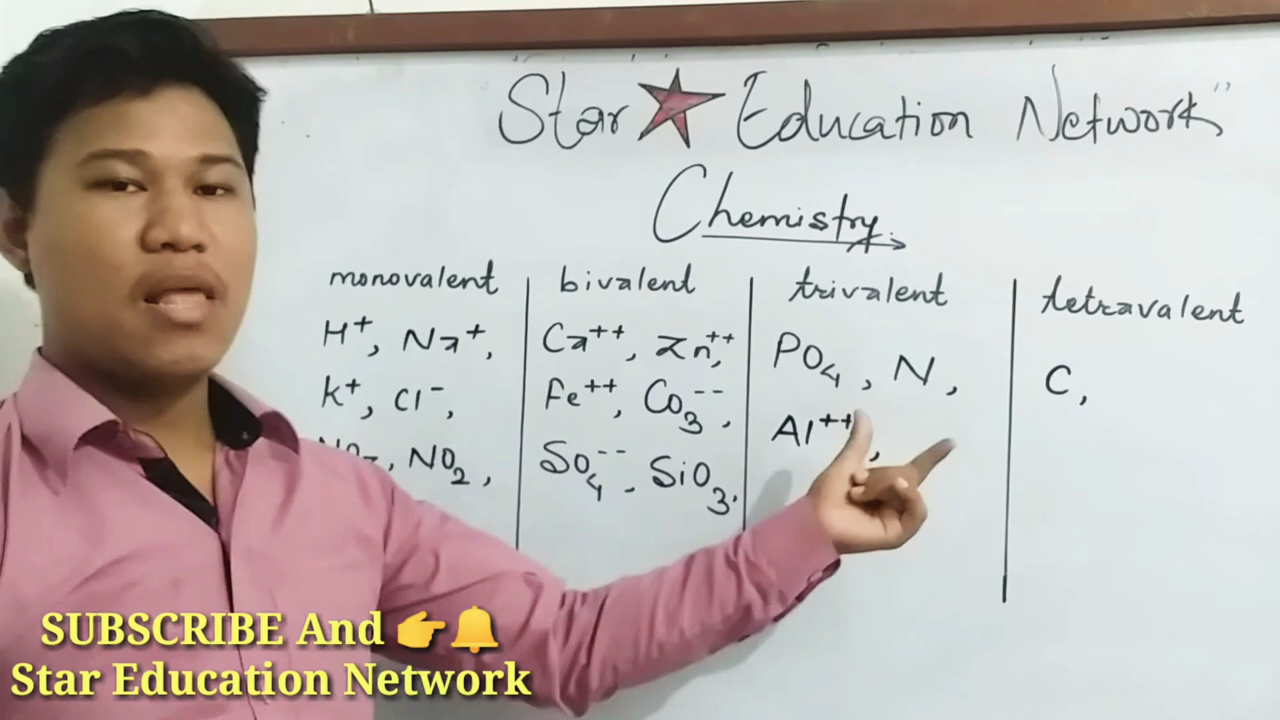 Star ★ Education Network"
Chemistry
monovalent bivalent trivalent tetravalent
H⁺, Na⁺, Ca⁺⁺, Zn⁺⁺, PO₄, N, C,
K⁺, Cl⁻, Fe⁺⁺, Co₃⁻⁻, Al⁺⁺ ,
NO₂, SO₄⁻⁻, SiO₃.
SUBSCRIBE And 👉🔔
Star Education Network